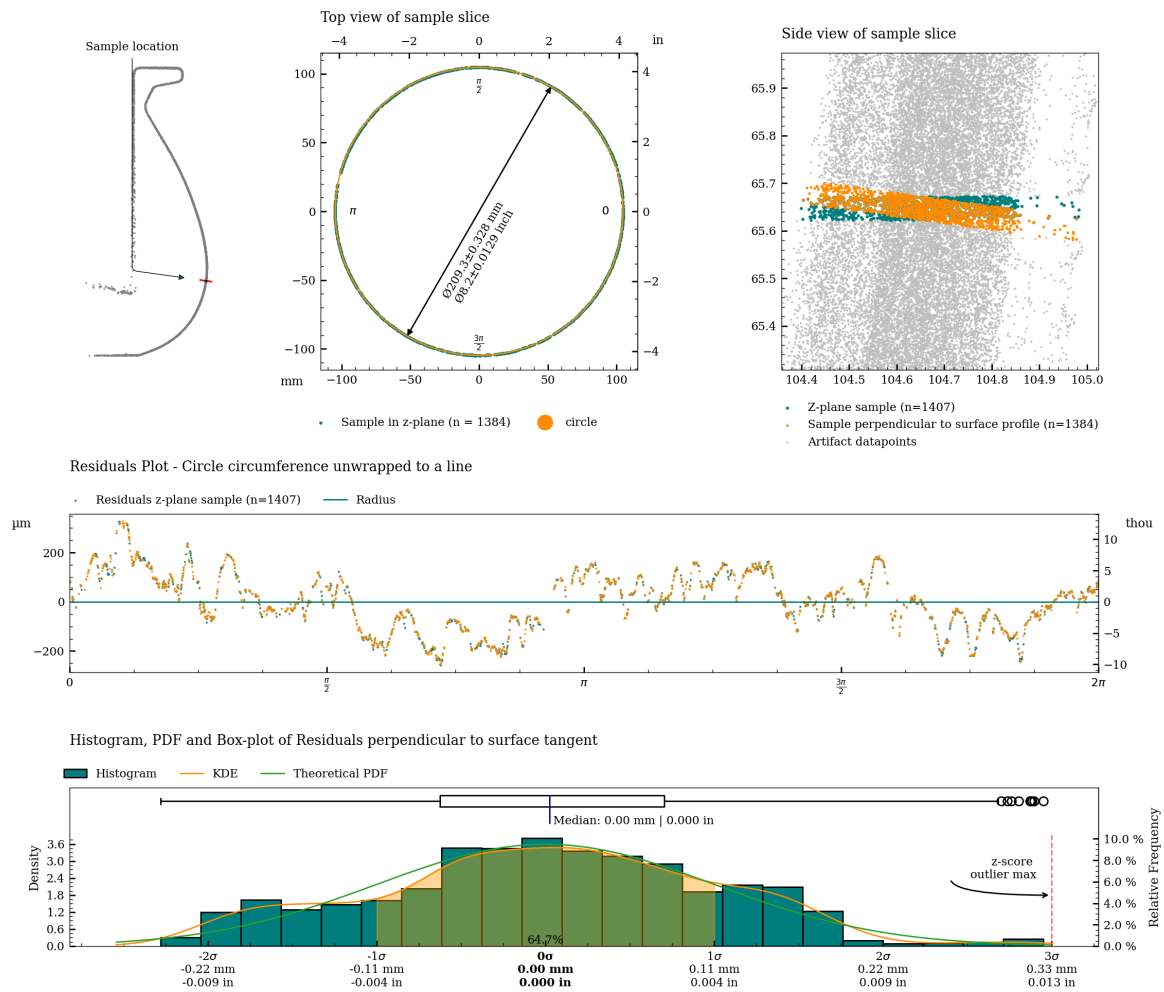 Sample location
Top view of sample slice
−4 −2 0 2 4 in
100
50
0
−50
−100
mm
−100 −50 0 50 100
4
2
0
−2
−4
π/2
π
0
3π/2
Ø209.3±0.328 mm
Ø8.2±0.0129 inch
Sample in z-plane (n = 1384)
circle
Side view of sample slice
65.9
65.8
65.7
65.6
65.5
65.4
104.4 104.5 104.6 104.7 104.8 104.9 105.0
Z-plane sample (n=1407)
Sample perpendicular to surface profile (n=1384)
Artifact datapoints
Residuals Plot - Circle circumference unwrapped to a line
Residuals z-plane sample (n=1407)
Radius
µm
200
0
−200
thou
10
5
0
−5
−10
0 π/2 π 3π/2 2π
Histogram, PDF and Box-plot of Residuals perpendicular to surface tangent
Histogram
KDE
Theoretical PDF
Median: 0.00 mm | 0.000 in
Density
3.6
3.0
2.4
1.8
1.2
0.6
0.0
z-score
outlier max
64.7%
10.0 %
8.0 %
6.0 %
4.0 %
2.0 %
0.0 %
Relative Frequency
-2σ -1σ 0σ 1σ 2σ 3σ
-0.22 mm -0.11 mm 0.00 mm 0.11 mm 0.22 mm 0.33 mm
-0.009 in -0.004 in 0.000 in 0.004 in 0.009 in 0.013 in